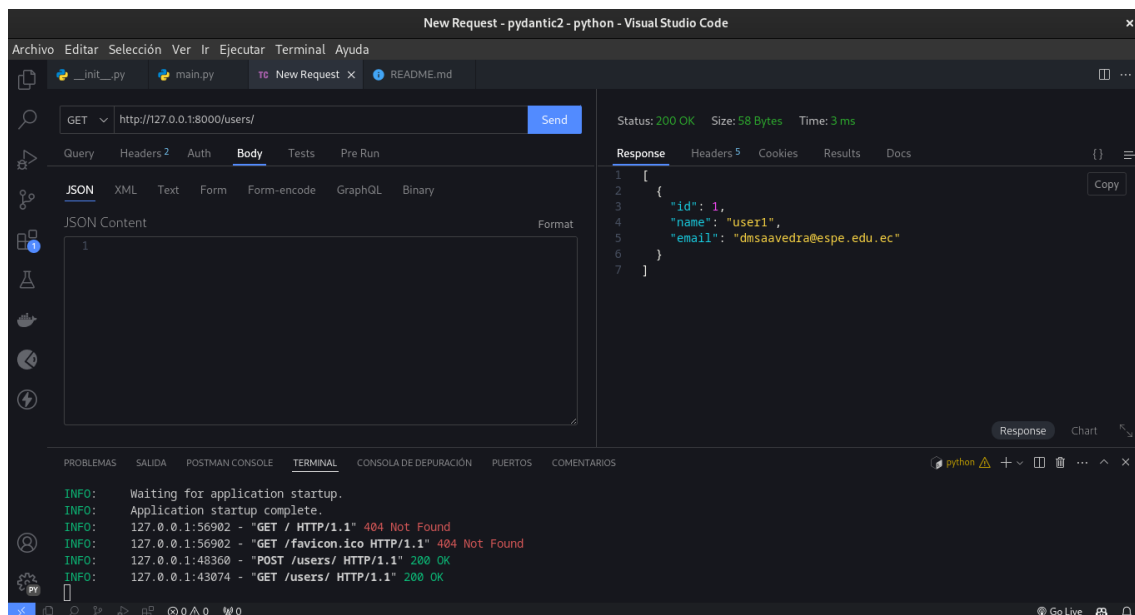 New Request - pydantic2 - python - Visual Studio Code
Archivo Editar Selección Ver Ir Ejecutar Terminal Ayuda
__init__.py main.py TC New Request README.md
GET http://127.0.0.1:8000/users/ Send
Query Headers 2 Auth Body Tests Pre Run
JSON XML Text Form Form-encode GraphQL Binary
JSON Content Format
1
Status: 200 OK Size: 58 Bytes Time: 3 ms
Response Headers 5 Cookies Results Docs {}
Copy
1 [
2 {
3 "id": 1,
4 "name": "user1",
5 "email": "dmsaavedra@espe.edu.ec"
6 }
7 ]
Response Chart
1
PROBLEMAS SALIDA POSTMAN CONSOLE TERMINAL CONSOLA DE DEPURACIÓN PUERTOS COMENTARIOS python
INFO: Waiting for application startup.
INFO: Application startup complete.
INFO: 127.0.0.1:56902 - "GET / HTTP/1.1" 404 Not Found
INFO: 127.0.0.1:56902 - "GET /favicon.ico HTTP/1.1" 404 Not Found
INFO: 127.0.0.1:48360 - "POST /users/ HTTP/1.1" 200 OK
INFO: 127.0.0.1:43074 - "GET /users/ HTTP/1.1" 200 OK
PY
0 0 0 Go Live